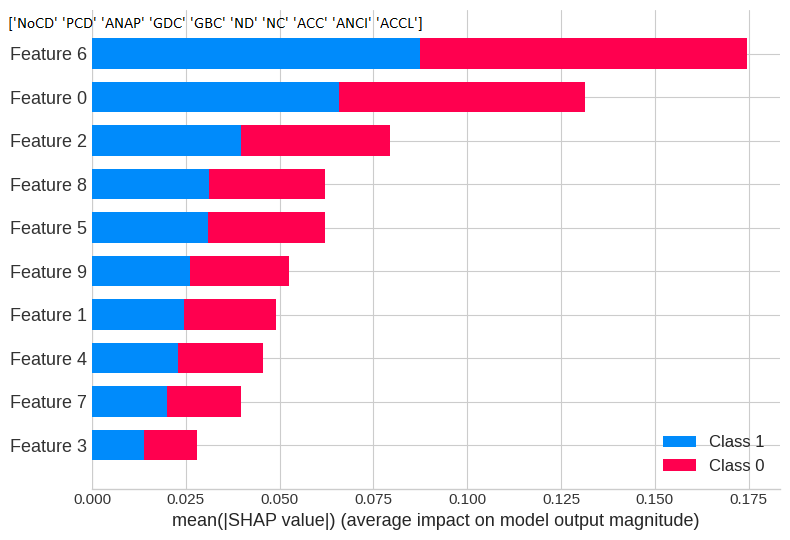 ['NoCD' 'PCD' 'ANAP' 'GDC' 'GBC' 'ND' 'NC' 'ACC' 'ANCI' 'ACCL']
Feature 6
Feature 0
Feature 2
Feature 8
Feature 5
Feature 9
Feature 1
Feature 4
Feature 7
Feature 3
Class 1
Class 0
0.000 0.025 0.050 0.075 0.100 0.125 0.150 0.175
mean(|SHAP value|) (average impact on model output magnitude)